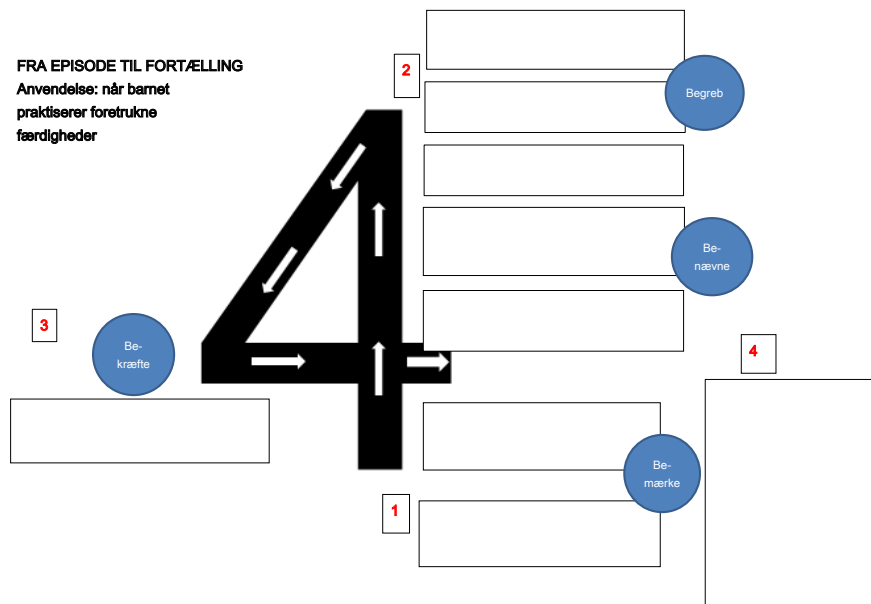 FRA EPISODE TIL FORTÆLLING
Anvendelse: når barnet
praktiserer foretrukne
færdigheder
2
Begreb
Be-
nævne
3
Be-
kræfte
4
Be-
mærke
1